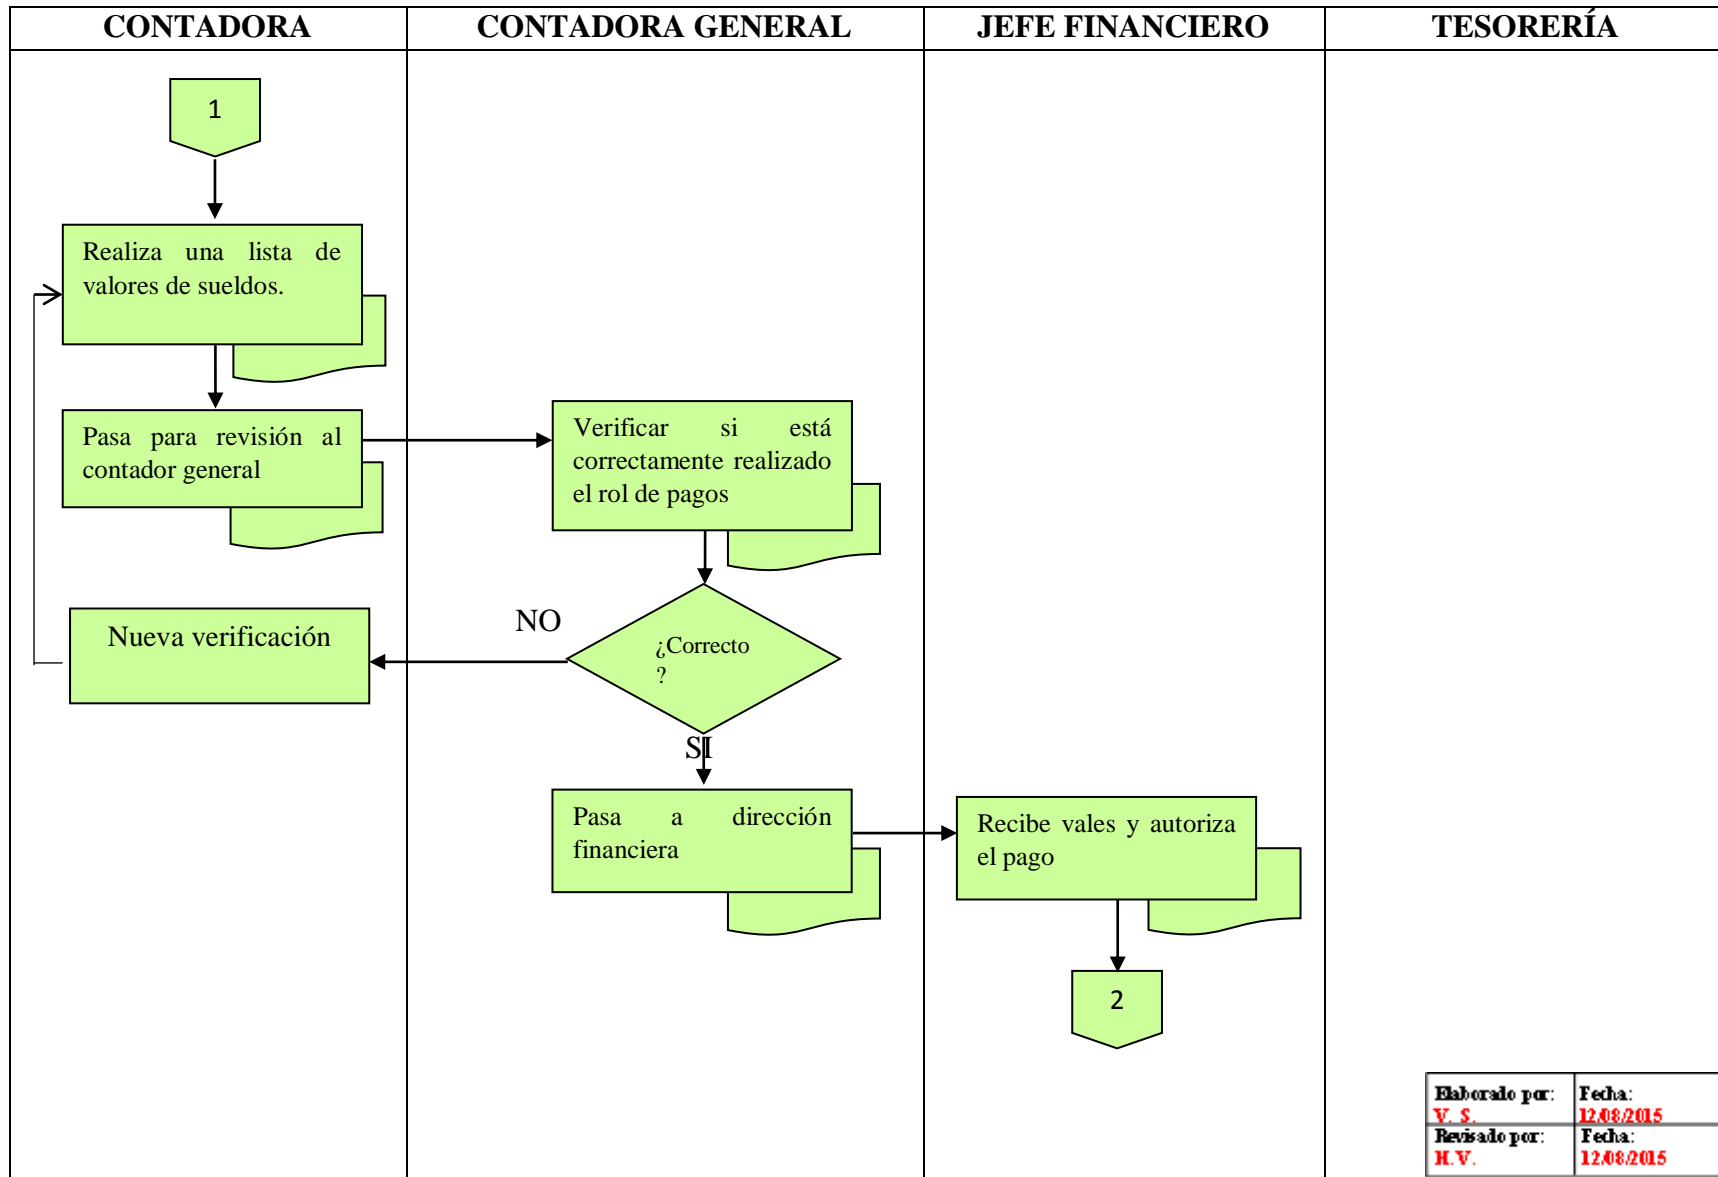 CONTADORA
CONTADORA GENERAL
JEFE FINANCIERO
TESORERÍA
1
Realiza una lista de
valores de sueldos.
Pasa para revisión al
contador general
Verificar si está
correctamente realizado
el rol de pagos
NO
¿Correcto
?
Nueva verificación
SI
Pasa a dirección
financiera
Recibe vales y autoriza
el pago
2
Elaborado por:
V. S.
Fecha:
12/08/2015
Revisado por:
H.V.
Fecha:
12/08/2015